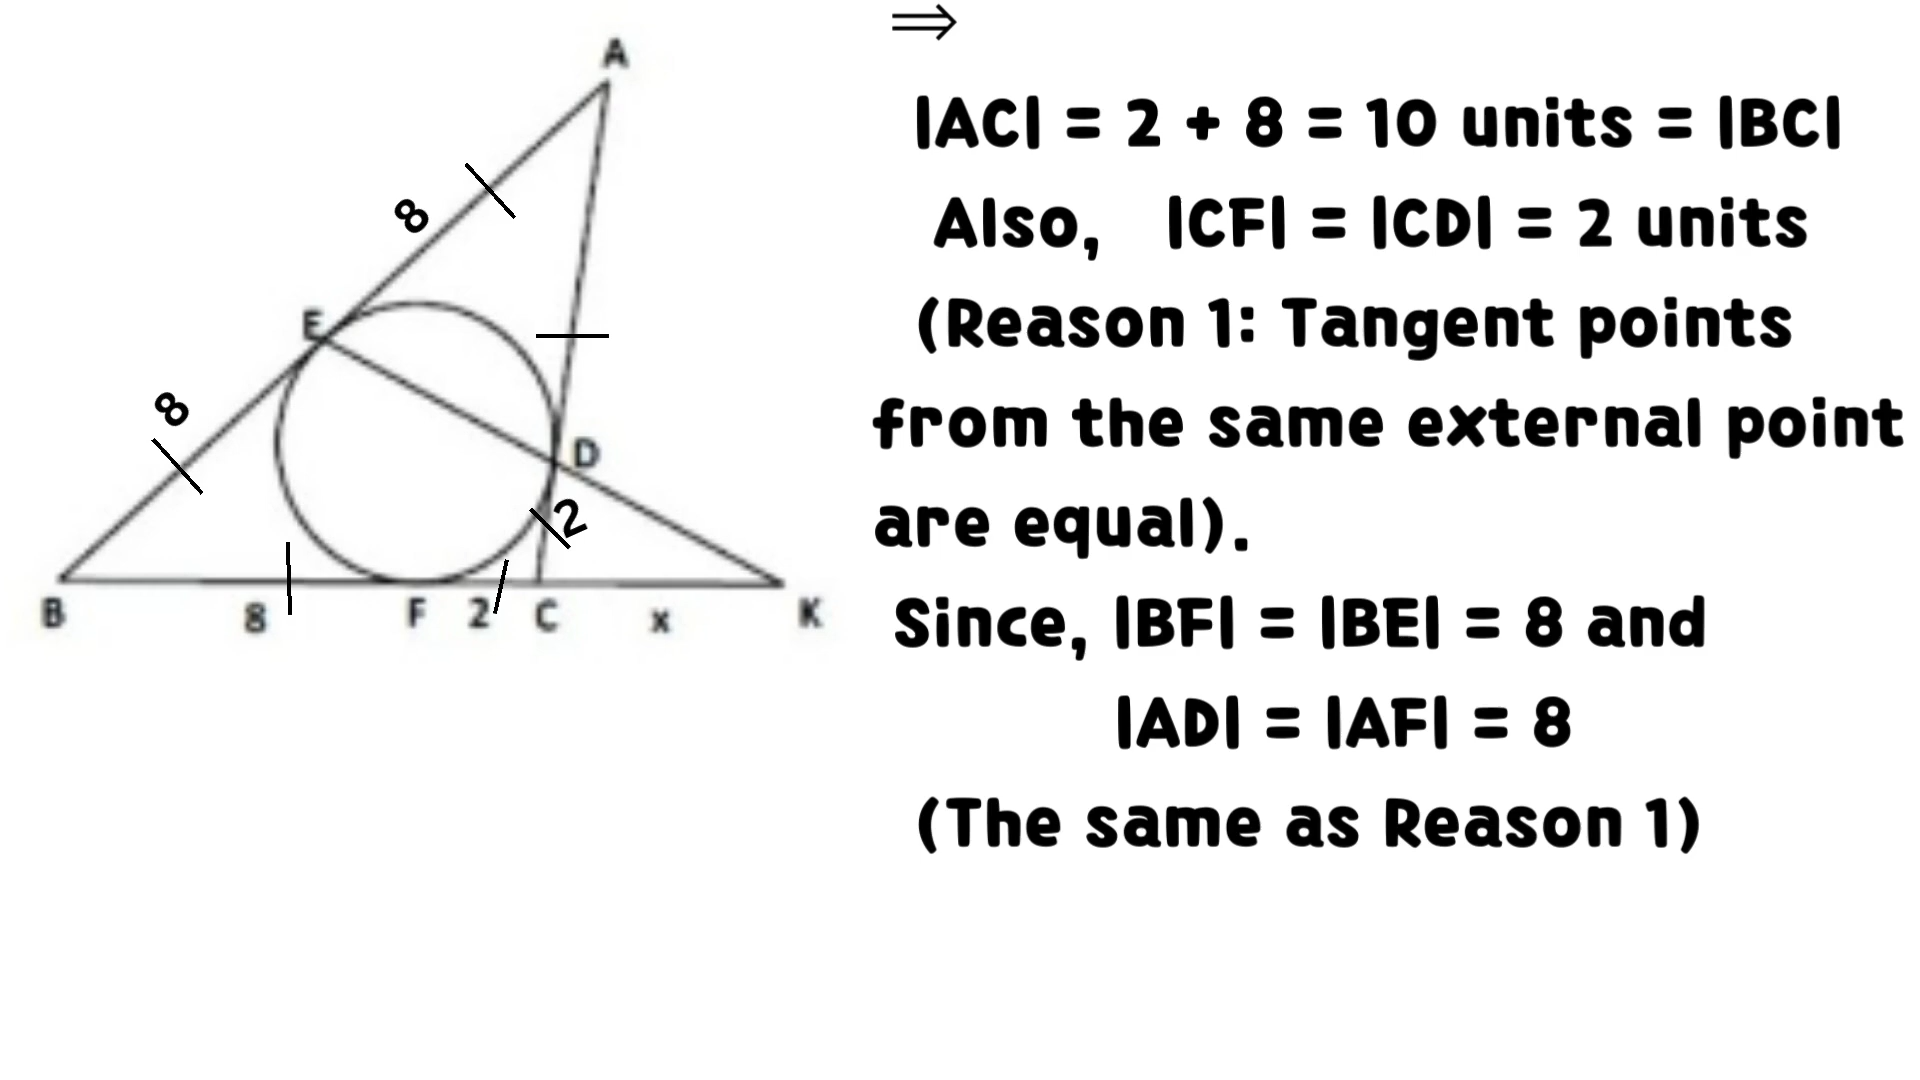 ⇒
A
|AC| = 2 + 8 = 10 units = |BC|
8
Also, |CF| = |CD| = 2 units
E
(Reason 1: Tangent points
8
from the same external point
D
2
are equal).
B 8 F 2 C x K
Since, |BF| = |BE| = 8 and
|AD| = |AF| = 8
(The same as Reason 1)